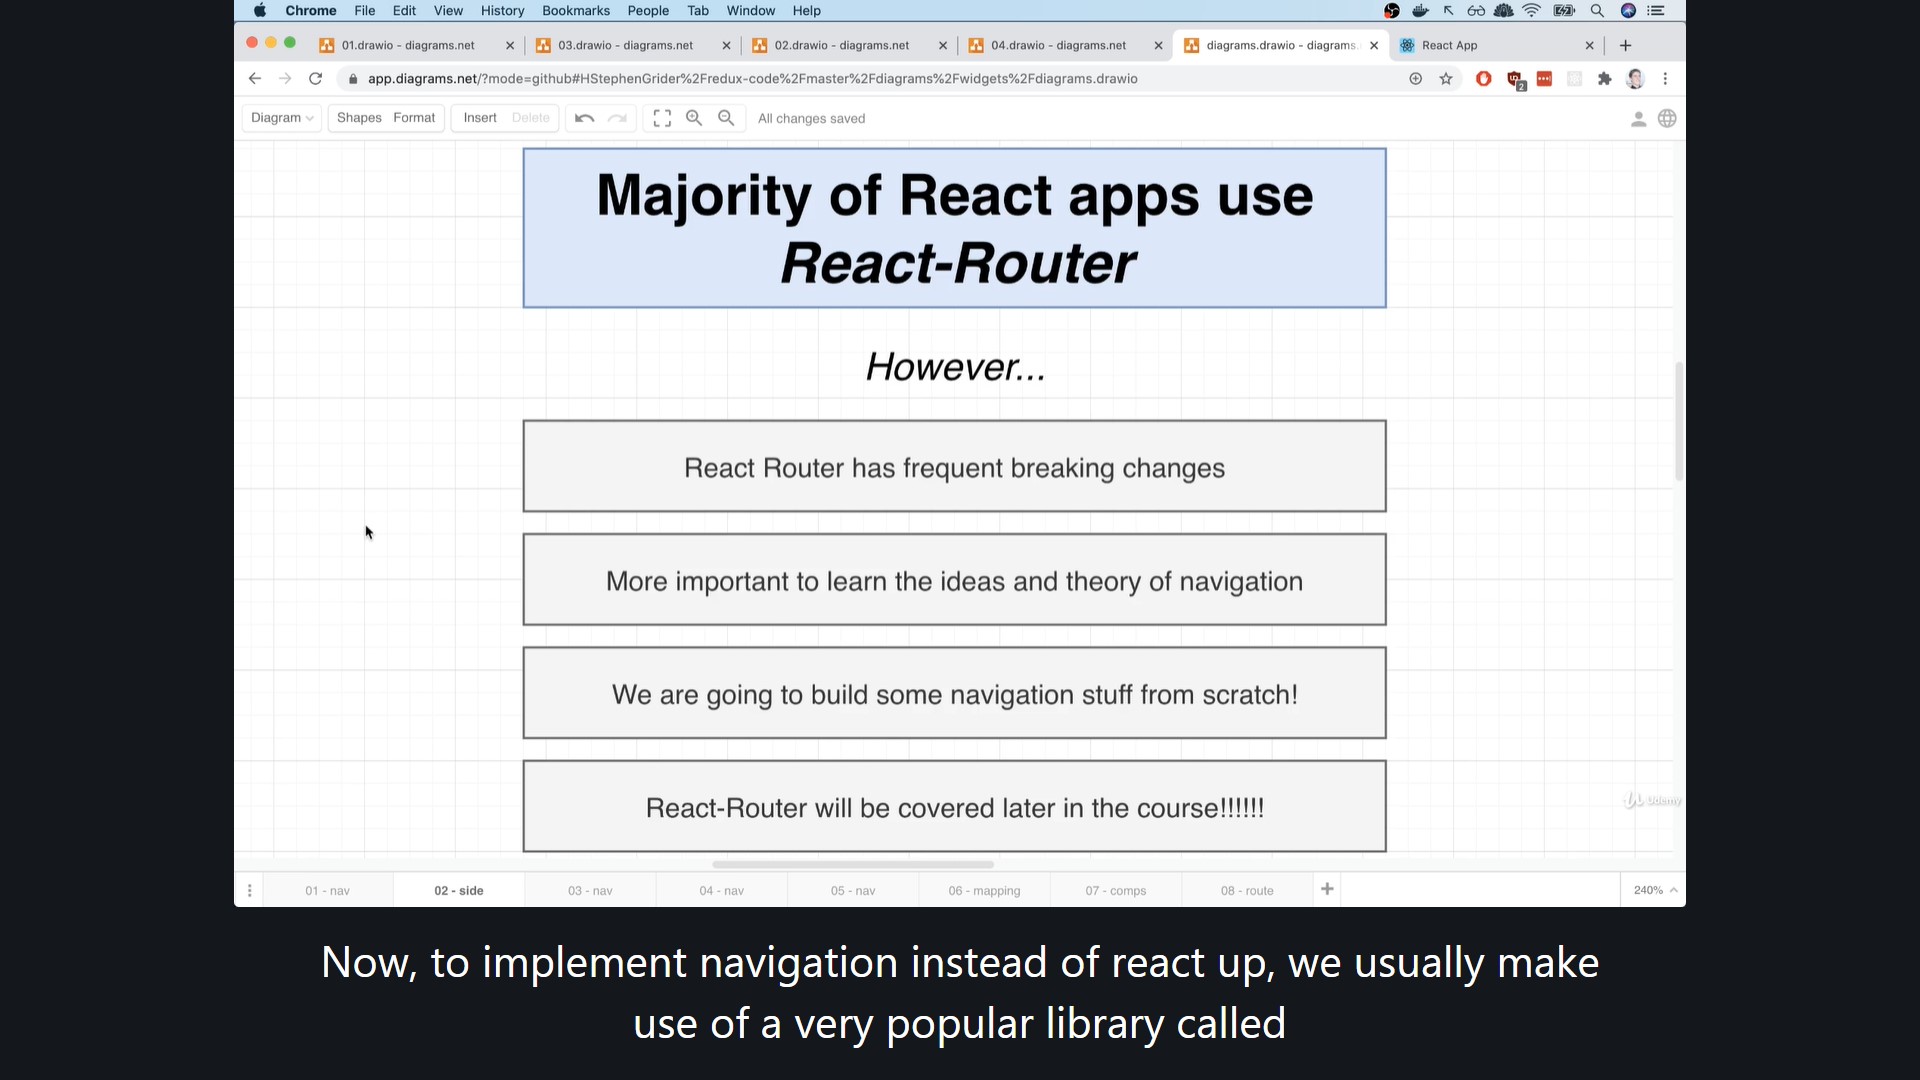 Chrome File Edit View History Bookmarks People Tab Window Help
01.drawio - diagrams.net
03.drawio - diagrams.net
02.drawio - diagrams.net
04.drawio - diagrams.net
diagrams.drawio - diagrams.
React App
app.diagrams.net/?mode=github#HStephenGrider%2Fredux-code%2Fmaster%2Fdiagrams%2Fwidgets%2Fdiagrams.drawio
2
Diagram Shapes Format Insert Delete All changes saved
Majority of React apps use
React-Router
However...
React Router has frequent breaking changes
More important to learn the ideas and theory of navigation
We are going to build some navigation stuff from scratch!
React-Router will be covered later in the course!!!!!!
Udemy
01 - nav 02 - side 03 - nav 04 - nav 05 - nav 06 - mapping 07 - comps 08 - route 240%
Now, to implement navigation instead of react up, we usually make
use of a very popular library called